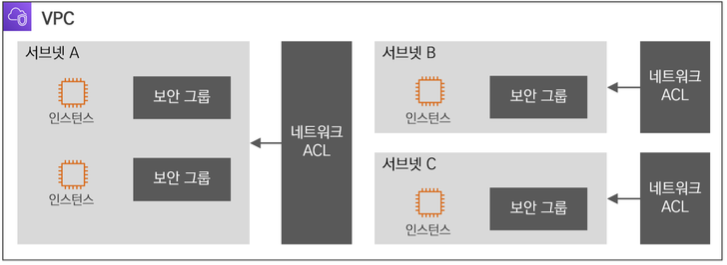 VPC
서브넷 A
인스턴스
보안 그룹
인스턴스
보안 그룹
네트워크
ACL
서브넷 B
인스턴스
보안 그룹
네트워크
ACL
서브넷 C
인스턴스
보안 그룹
네트워크
ACL